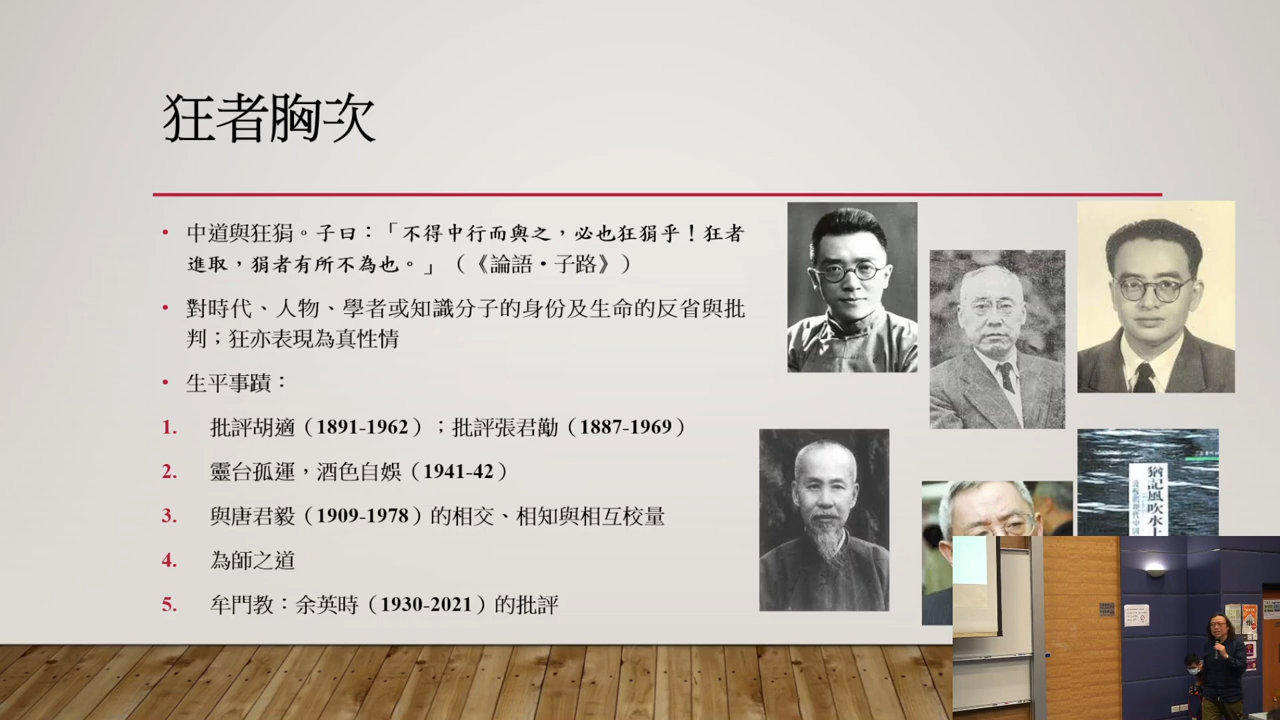 狂者胸次
• 中道與狂狷。子曰：「不得中行而與之，必也狂狷乎！狂者
進取，狷者有所不為也。」（《論語•子路》）
• 對時代、人物、學者或知識分子的身份及生命的反省與批
判；狂亦表現為真性情
• 生平事蹟：
1. 批評胡適（1891-1962）；批評張君勱（1887-1969）
2. 靈台孤運，酒色自娛（1941-42）
3. 與唐君毅（1909-1978）的相交、相知與相互校量
4. 為師之道
5. 牟門教：余英時（1930-2021）的批評
猶記風吹水上